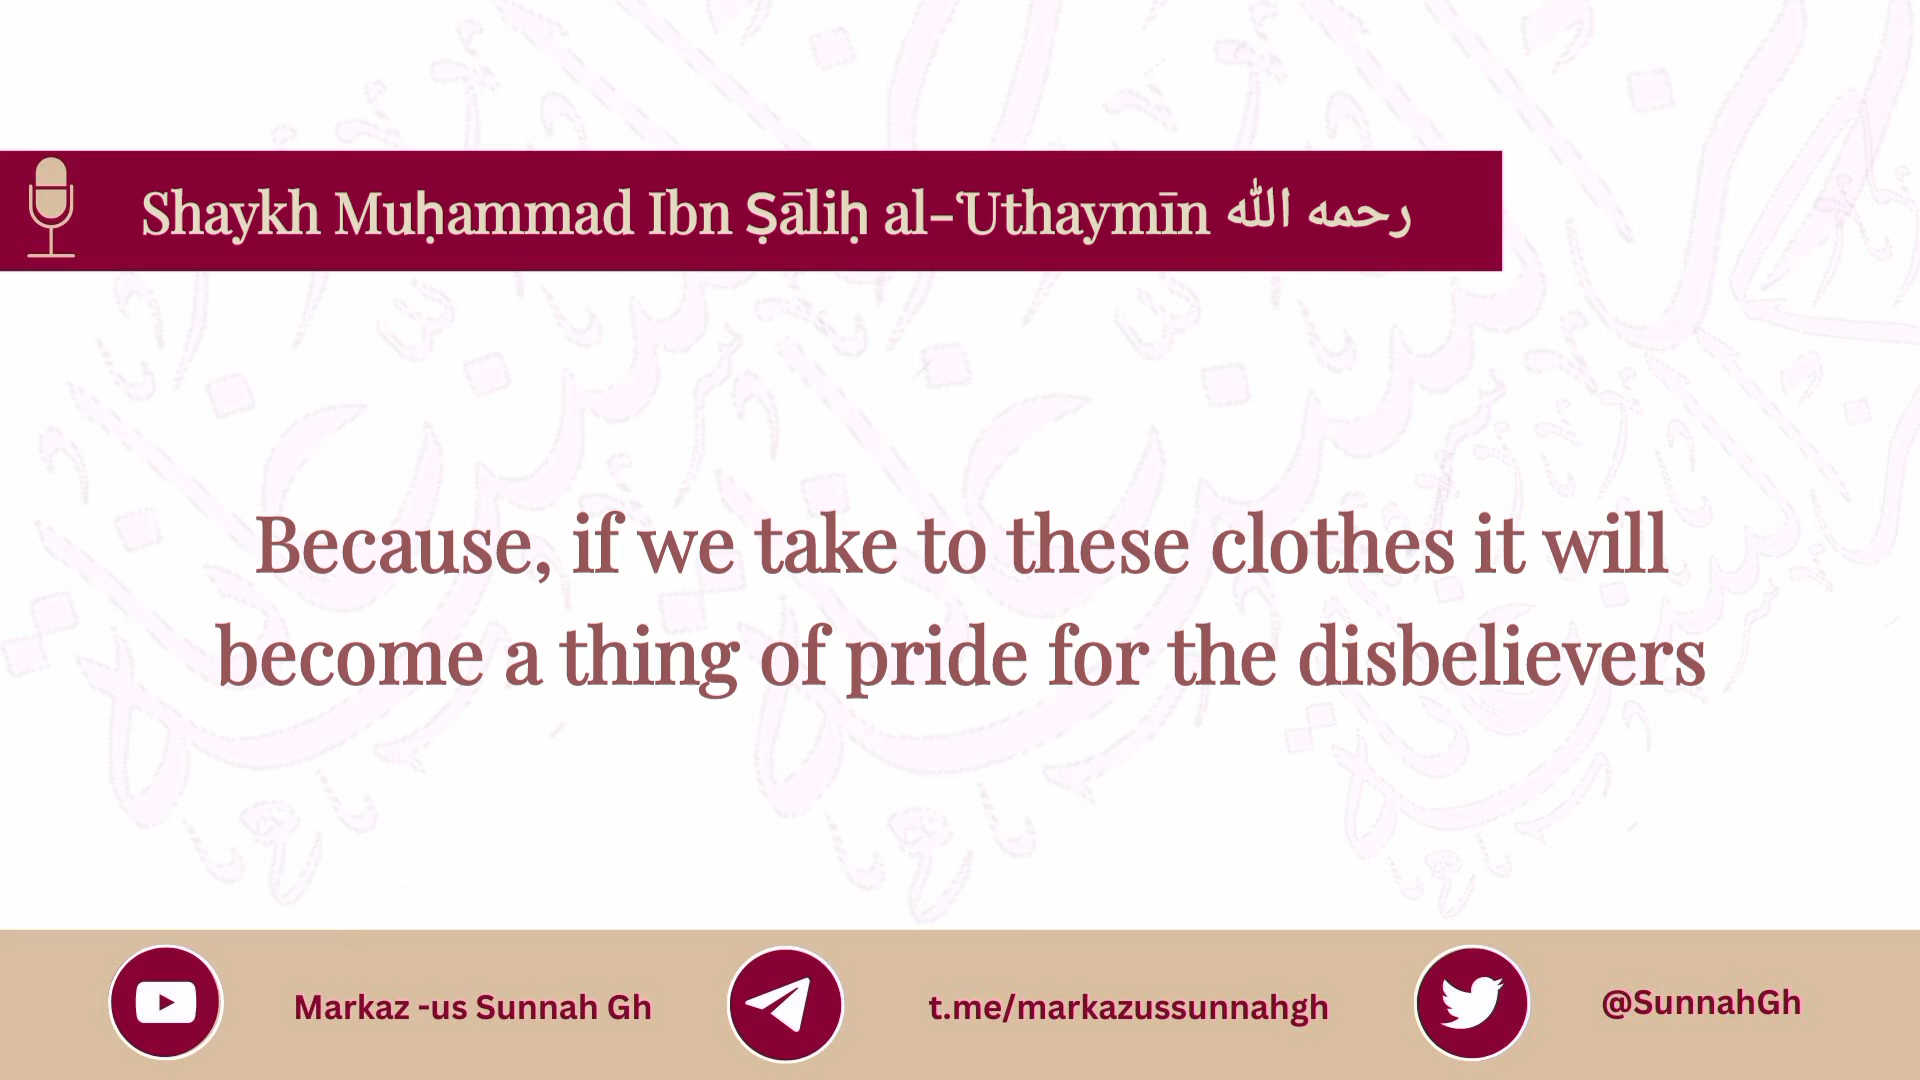 Shaykh Muḥammad Ibn Ṣāliḥ al-ʿUthaymīn رحمه الله
Because, if we take to these clothes it will
become a thing of pride for the disbelievers
Markaz -us Sunnah Gh
t.me/markazussunnahgh
@SunnahGh